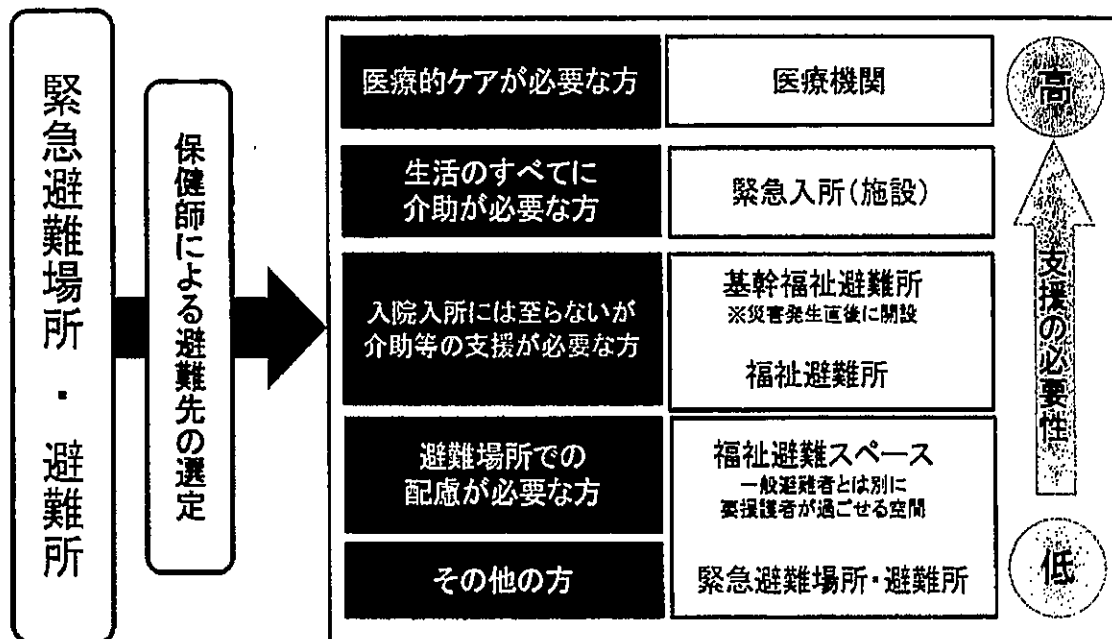 緊急避難場所・避難所
保健師による避難先の選定
医療的ケアが必要な方
医療機関
生活のすべてに
介助が必要な方
緊急入所(施設)
入院入所には至らないが
介助等の支援が必要な方
基幹福祉避難所
※災害発生直後に開設
福祉避難所
避難場所での
配慮が必要な方
福祉避難スペース
一般避難者とは別に
要援護者が過ごせる空間
その他の方
緊急避難場所・避難所
高
支援の必要性
低